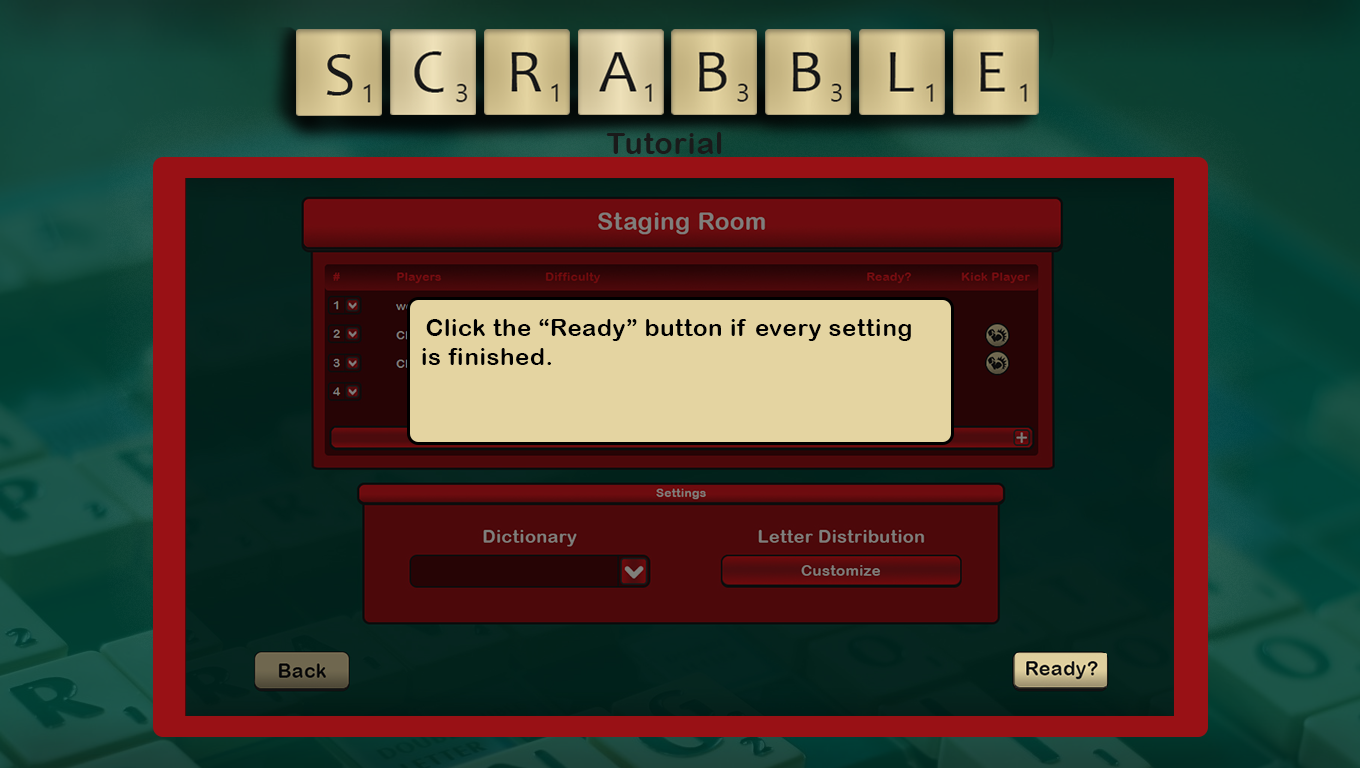 S1 C3 R1 A1 B3 B3 L1 E1
Tutorial
Staging Room
# Players Difficulty Ready? Kick Player
1
2
3
4
Click the “Ready” button if every setting
is finished.
+
Settings
Dictionary Letter Distribution
Customize
Back Ready?